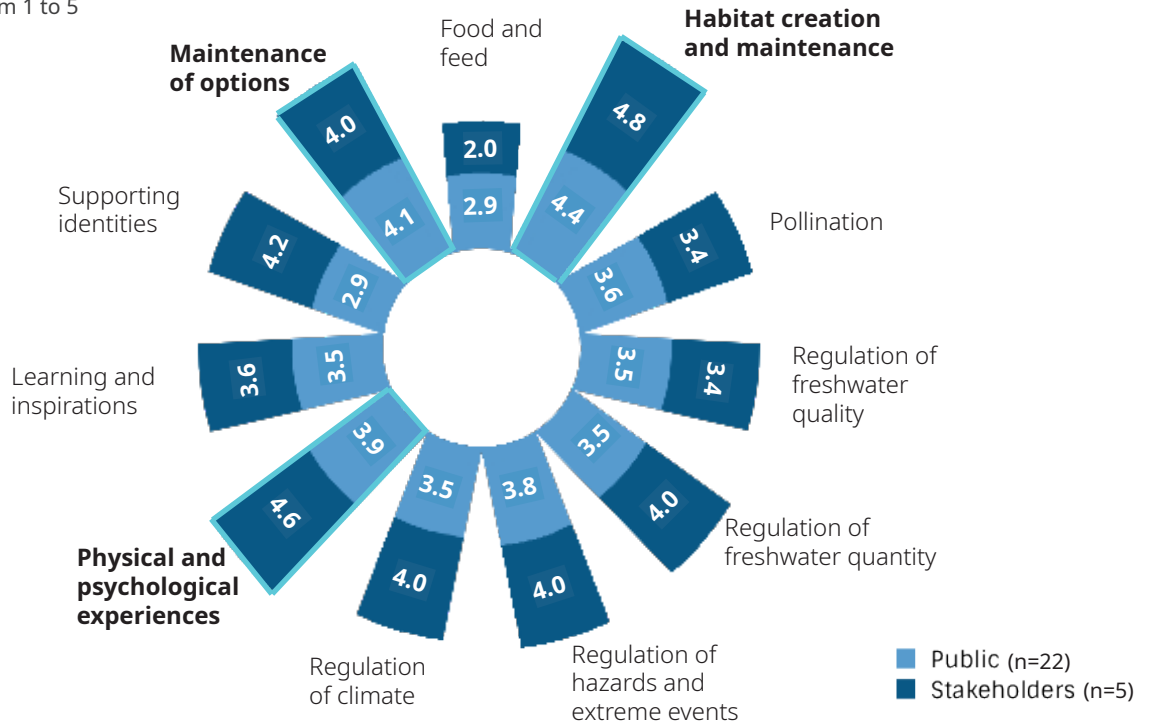 m 1 to 5
Food and
feed
2.0
2.9
Habitat creation
and maintenance
4.8
4.4
Pollination
3.4
3.6
Regulation of
freshwater
quality
3.4
3.5
Regulation of
freshwater quantity
4.0
3.5
Regulation of
hazards and
extreme events
4.0
3.8
Regulation
of climate
4.0
3.5
Physical and
psychological
experiences
4.6
3.9
Learning and
inspirations
3.6
3.5
Supporting
identities
4.2
2.9
Maintenance
of options
4.0
4.1
Public (n=22)
Stakeholders (n=5)